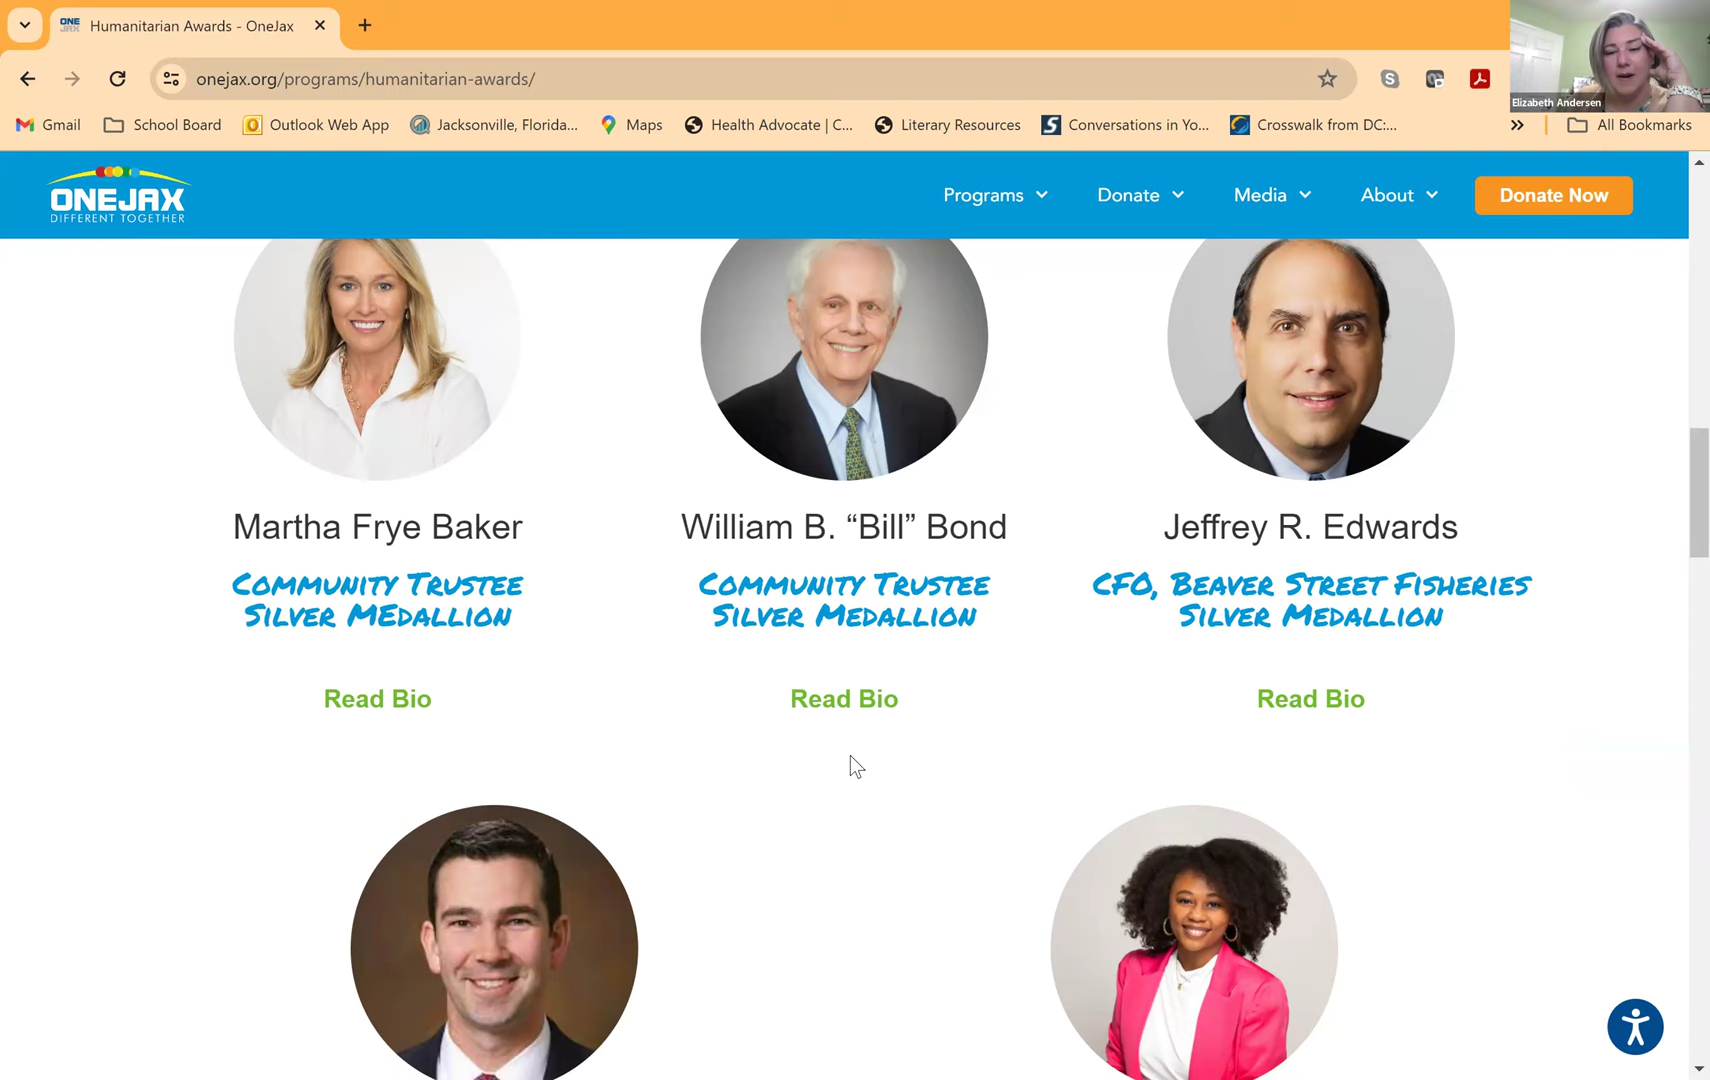 Humanitarian Awards - OneJax
onejax.org/programs/humanitarian-awards/
Elizabeth Andersen
Gmail School Board Outlook Web App Jacksonville, Florida... Maps Health Advocate | C... Literary Resources Conversations in Yo... Crosswalk from DC:... All Bookmarks
ONEJAX
DIFFERENT TOGETHER
Programs Donate Media About Donate Now
Martha Frye Baker
Community Trustee
Silver MEdallion
Read Bio
William B. “Bill” Bond
Community Trustee
Silver Medallion
Read Bio
Jeffrey R. Edwards
CFO, Beaver Street Fisheries
Silver Medallion
Read Bio